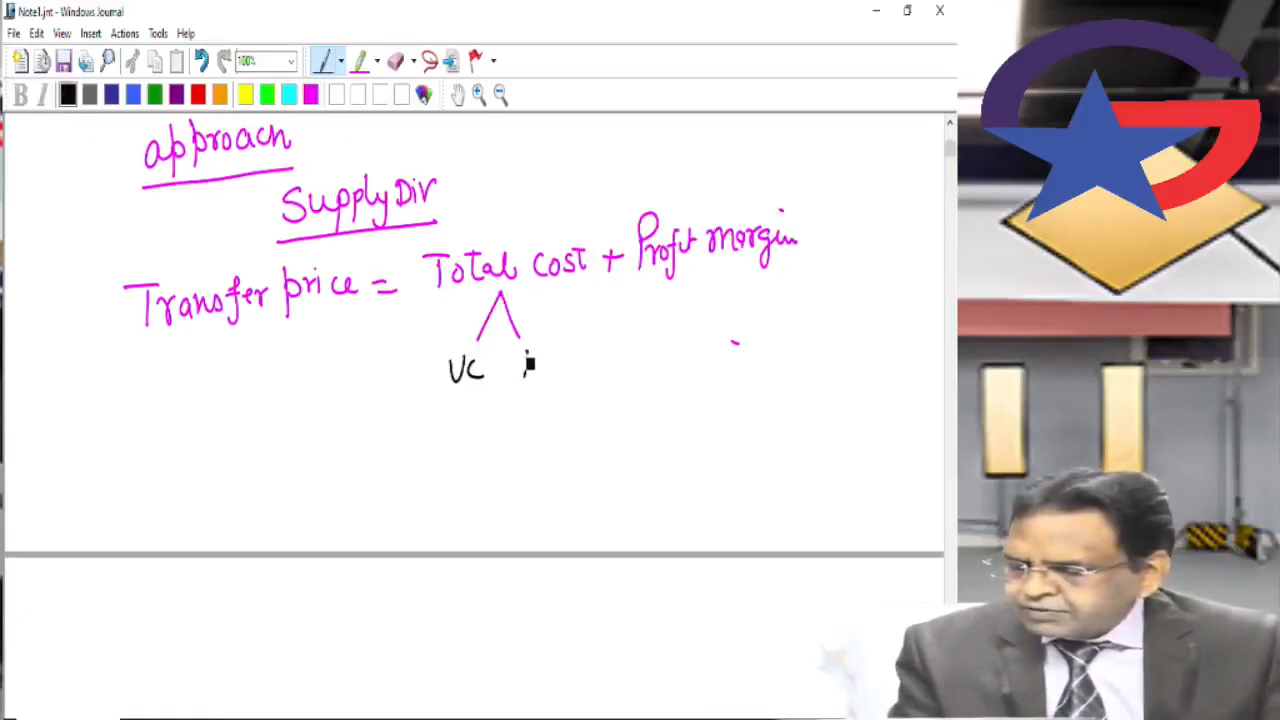 Note1.jnt - Windows Journal
File Edit View Insert Actions Tools Help
100%
B I
approach
Supply Div
Transfer price = Total cost + Profit margin
VC